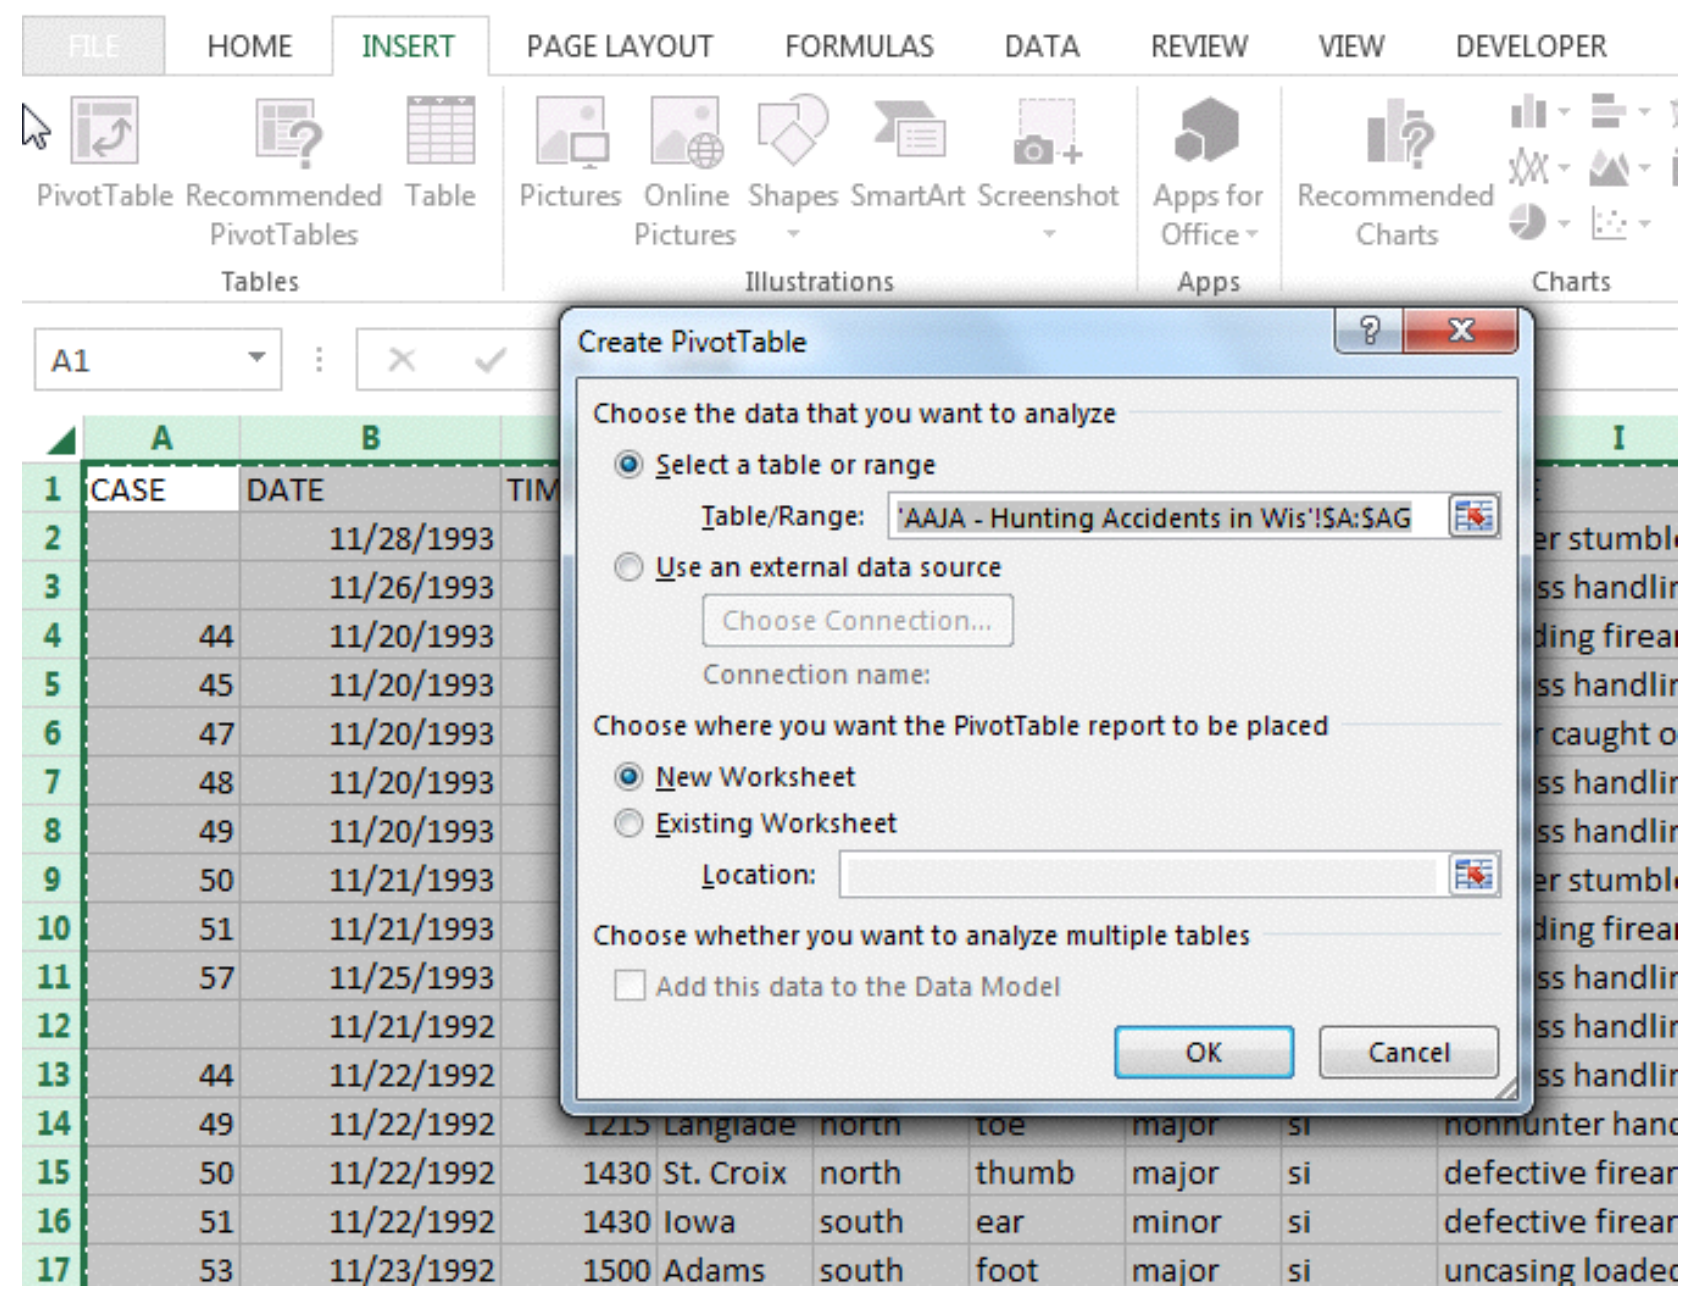 FILE HOME INSERT PAGE LAYOUT FORMULAS DATA REVIEW VIEW DEVELOPER
PivotTable Recommended PivotTables Table Pictures Online Pictures Shapes SmartArt Screenshot Apps for Office Recommended Charts
Tables Illustrations Apps Charts
A1
Create PivotTable ?
Choose the data that you want to analyze
Select a table or range
Table/Range: 'AAJA - Hunting Accidents in Wis'!$A:$AG
Use an external data source
Choose Connection...
Connection name:
Choose where you want the PivotTable report to be placed
New Worksheet
Existing Worksheet
Location:
Choose whether you want to analyze multiple tables
Add this data to the Data Model
OK Cancel
A B I
1 CASE DATE TIM
2 11/28/1993 er stumbl
3 11/26/1993 ss handlin
4 44 11/20/1993 ding firear
5 45 11/20/1993 ss handlin
6 47 11/20/1993 r caught o
7 48 11/20/1993 ss handlin
8 49 11/20/1993 ss handlin
9 50 11/21/1993 er stumbl
10 51 11/21/1993 ding firear
11 57 11/25/1993 ss handlin
12 11/21/1992 ss handlin
13 44 11/22/1992 ss handlin
14 49 11/22/1992 1215 Langlade north toe major si nonhunter hand
15 50 11/22/1992 1430 St. Croix north thumb major si defective firear
16 51 11/22/1992 1430 Iowa south ear minor si defective firear
17 53 11/23/1992 1500 Adams south foot major si uncasing loaded